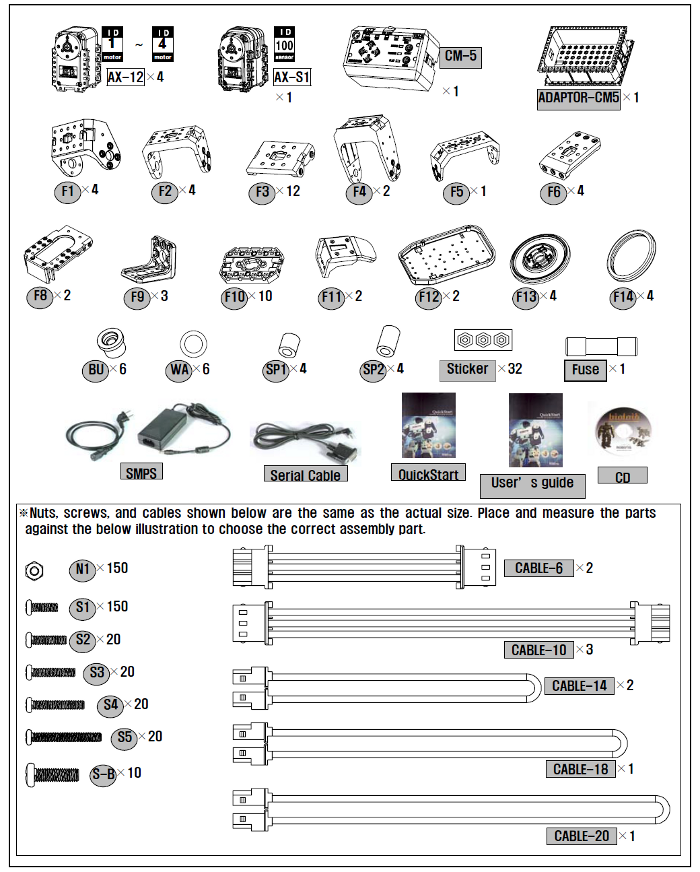 ID 1 motor ~ ID 4 motor
AX-12 ×4
ID 100 sensor
AX-S1
×1
CM-5
×1
ADAPTOR-CM5 ×1
F1 ×4
F2 ×4
F3 ×12
F4 ×2
F5 ×1
F6 ×4
F8 ×2
F9 ×3
F10 ×10
F11 ×2
F12 ×2
F13 ×4
F14 ×4
BU ×6
WA ×6
SP1 ×4
SP2 ×4
Sticker ×32
Fuse ×1
SMPS
Serial Cable
QuickStart
QuickStart
QuickStart
User's guide
bioloid
CD
※Nuts, screws, and cables shown below are the same as the actual size. Place and measure the parts
against the below illustration to choose the correct assembly part.
N1 ×150
S1 ×150
S2 ×20
S3 ×20
S4 ×20
S5 ×20
S-B ×10
CABLE-6 ×2
CABLE-10 ×3
CABLE-14 ×2
CABLE-18 ×1
CABLE-20 ×1